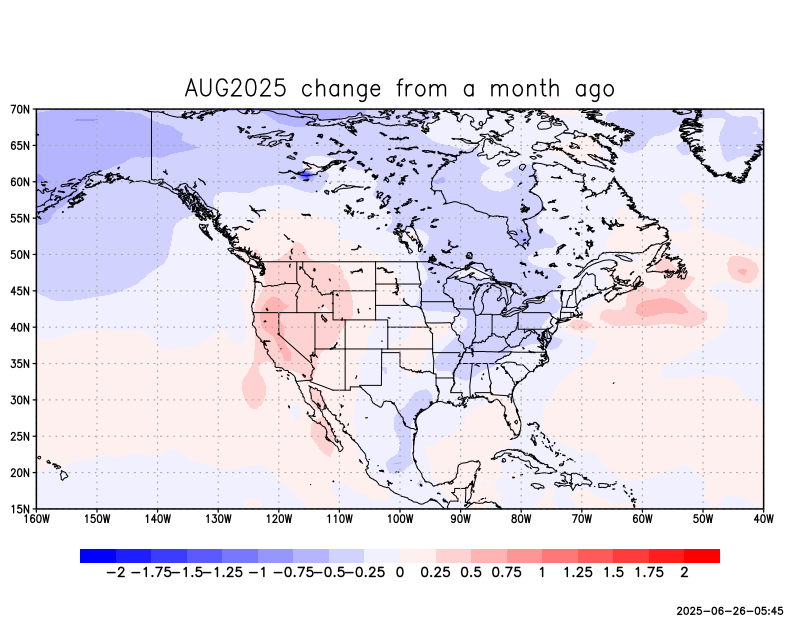 AUG2025 change from a month ago
70N
65N
60N
55N
50N
45N
40N
35N
30N
25N
20N
15N
160W 150W 140W 130W 120W 110W 100W 90W 80W 70W 60W 50W 40W
−2 −1.75 −1.5 −1.25 −1 −0.75 −0.5 −0.25 0 0.25 0.5 0.75 1 1.25 1.5 1.75 2
2025-06-26-05:45